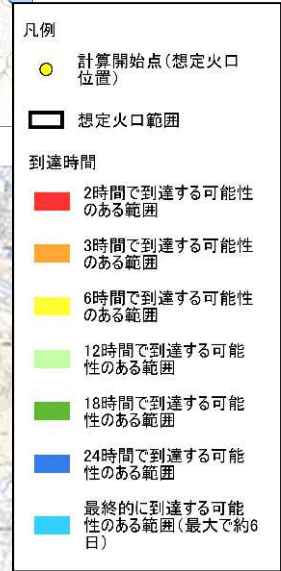 凡例
計算開始点(想定火口
位置)
想定火口範囲
到達時間
2時間で到達する可能性
のある範囲
3時間で到達する可能性
のある範囲
6時間で到達する可能性
のある範囲
12時間で到達する可能
性のある範囲
18時間で到達する可能
性のある範囲
24時間で到達する可能
性のある範囲
最終的に到達する可能
性のある範囲(最大で約6
日)